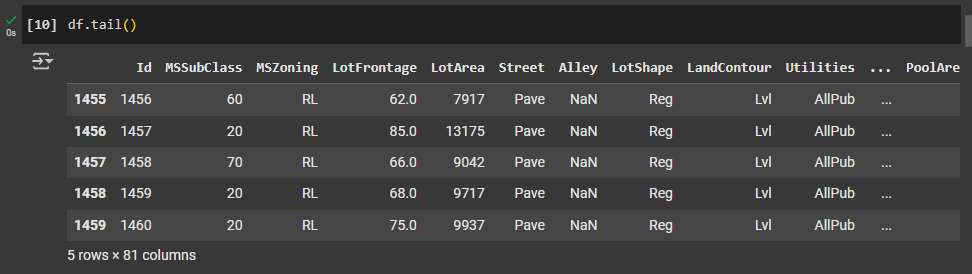 [10] df.tail()
0s
Id MSSubClass MSZoning LotFrontage LotArea Street Alley LotShape LandContour Utilities ... PoolAre
1455 1456 60 RL 62.0 7917 Pave NaN Reg Lvl AllPub ...
1456 1457 20 RL 85.0 13175 Pave NaN Reg Lvl AllPub ...
1457 1458 70 RL 66.0 9042 Pave NaN Reg Lvl AllPub ...
1458 1459 20 RL 68.0 9717 Pave NaN Reg Lvl AllPub ...
1459 1460 20 RL 75.0 9937 Pave NaN Reg Lvl AllPub ...
5 rows × 81 columns